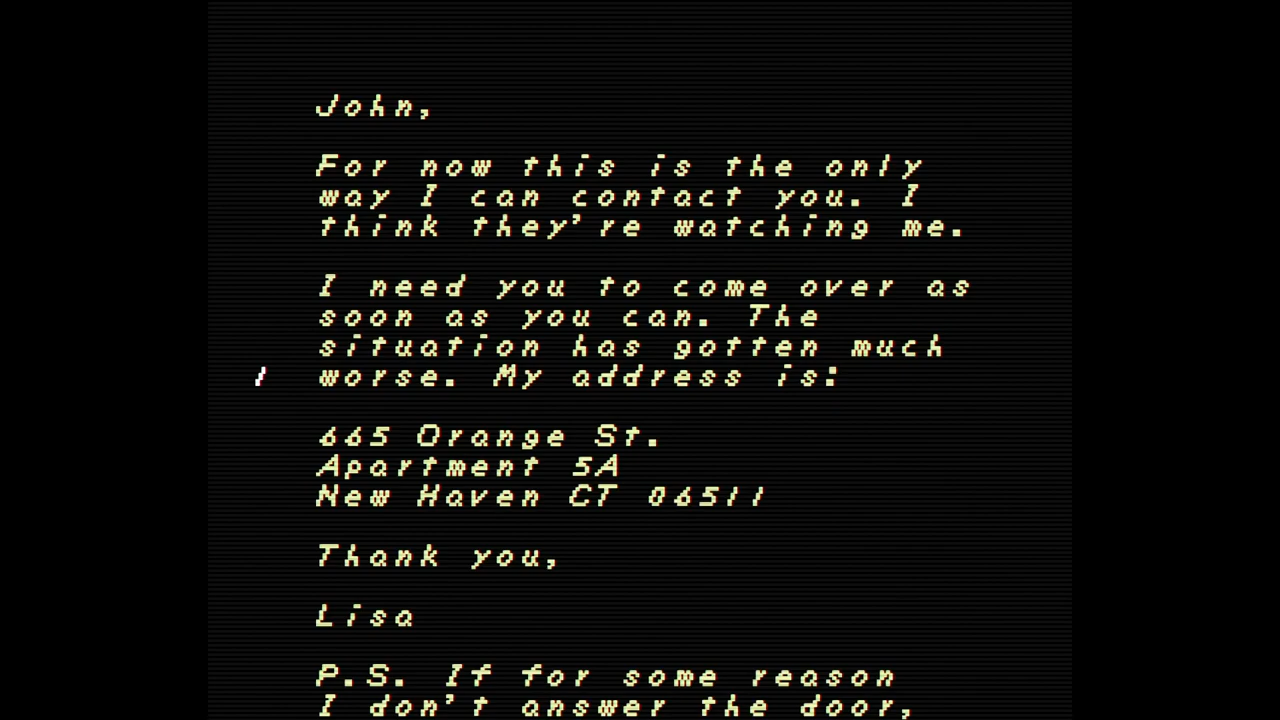 John,
For now this is the only
way I can contact you. I
think they're watching me.
I need you to come over as
soon as you can. The
situation has gotten much
worse. My address is:
665 Orange St.
Apartment 5A
New Haven CT 06511
Thank you,
Lisa
P.S. If for some reason
I don't answer the door,